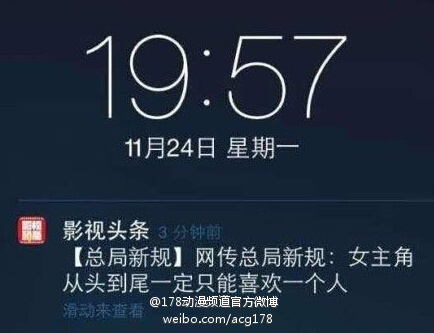 19:57
11月24日 星期一
影视头条 3 分钟前
【总局新规】网传总局新规：女主角
从头到尾一定只能喜欢一个人
滑动来查看
@178动漫频道官方微博
weibo.com/acg178